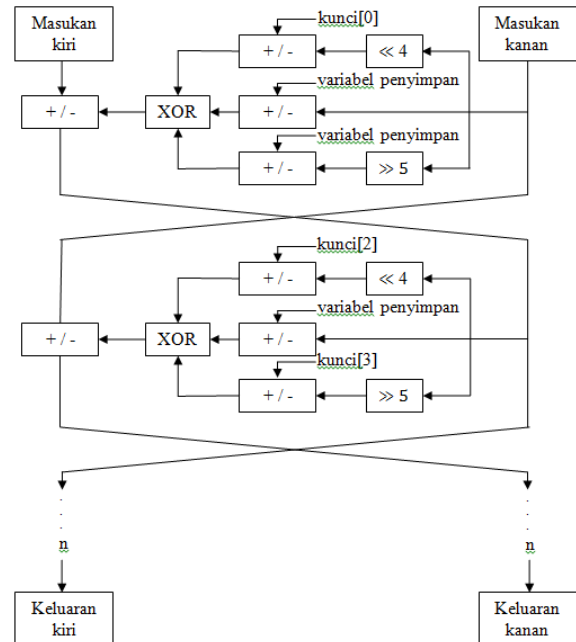 Masukan
kiri
kunci[0]
Masukan
kanan
+ / -
≪ 4
variabel penyimpan
+ / -
XOR
+ / -
variabel penyimpan
+ / -
≫ 5
kunci[2]
+ / -
≪ 4
variabel penyimpan
+ / -
XOR
+ / -
kunci[3]
+ / -
≫ 5
n
n
Keluaran
kiri
Keluaran
kanan